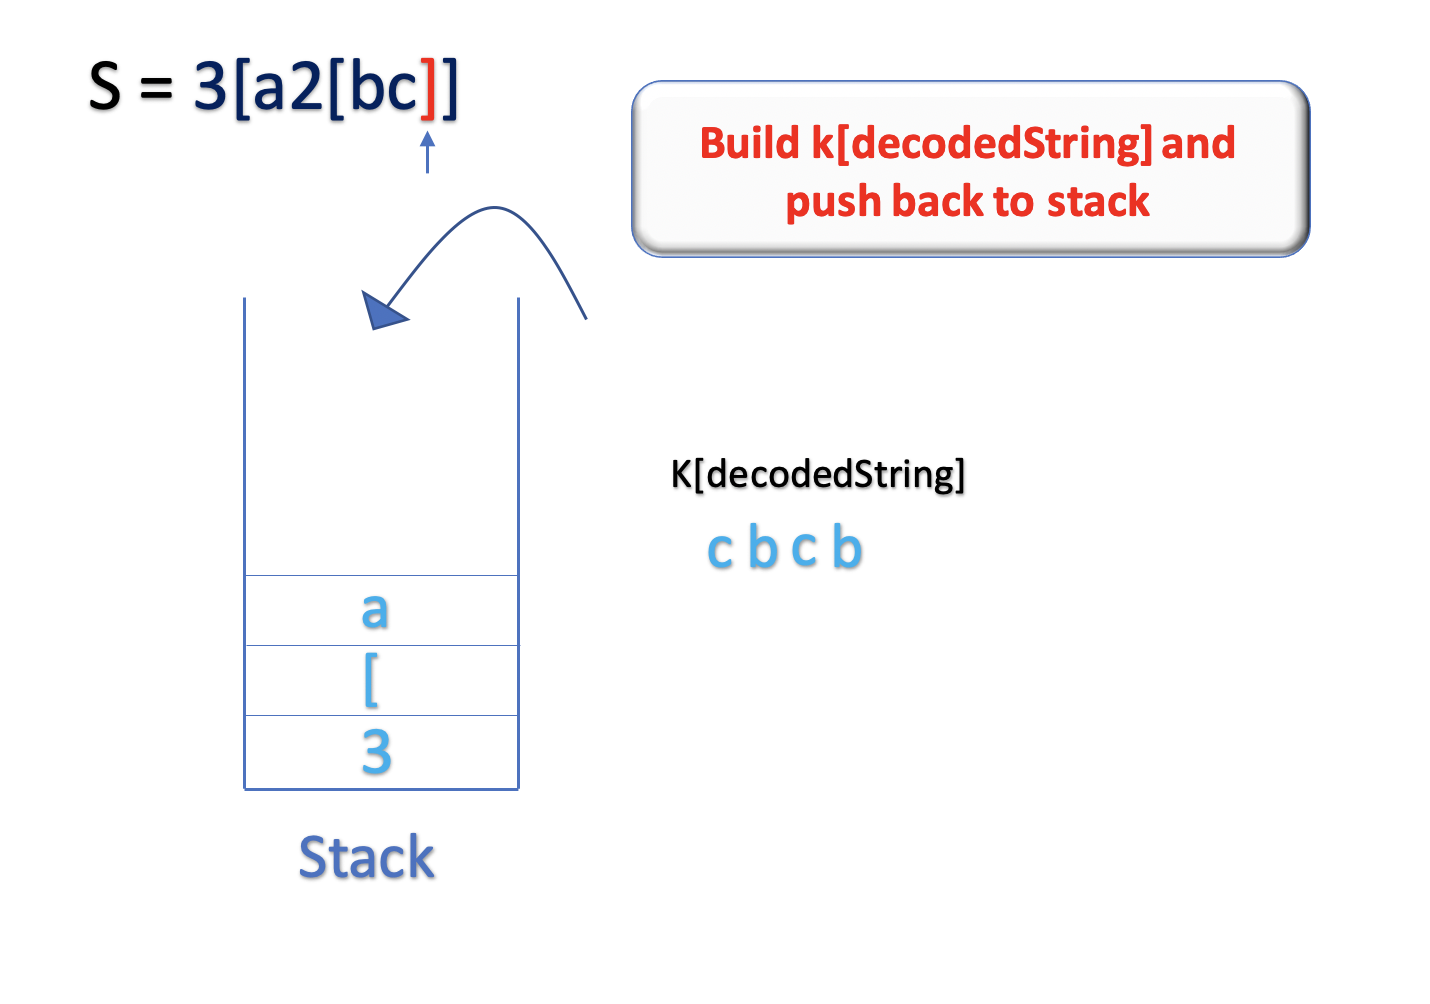 S = 3[a2[bc]]
Build k[decodedString] and
push back to stack
K[decodedString]
c b c b
a
[
3
Stack